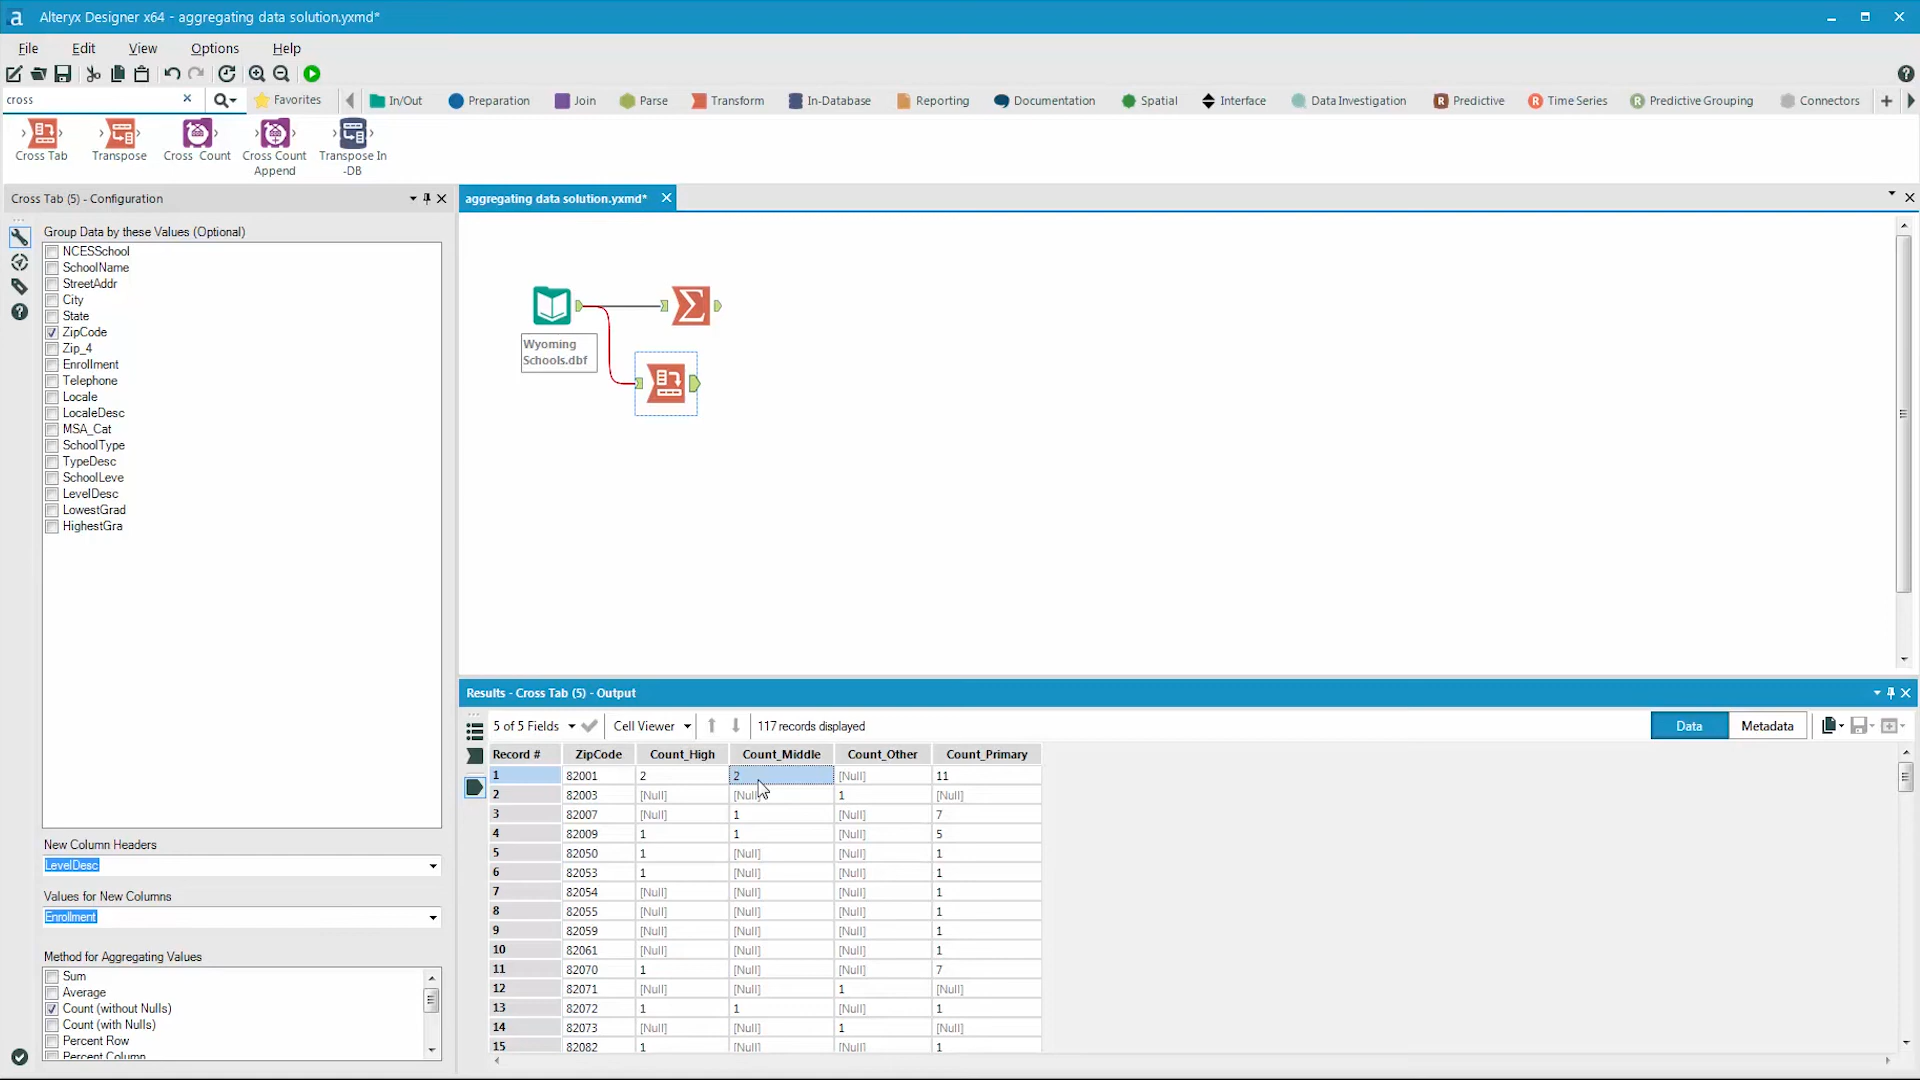 a Alteryx Designer x64 - aggregating data solution.yxmd*
File Edit View Options Help
cross Favorites In/Out Preparation Join Parse Transform In-Database Reporting Documentation Spatial Interface Data Investigation Predictive Time Series Predictive Grouping Connectors
Cross Tab Transpose Cross Count Cross Count Append Transpose In-DB
Cross Tab (5) - Configuration
aggregating data solution.yxmd*
Group Data by these Values (Optional)
NCESSchool
SchoolName
StreetAddr
City
State
ZipCode
Zip_4
Enrollment
Telephone
Locale
LocaleDesc
MSA_Cat
SchoolType
TypeDesc
SchoolLeve
LevelDesc
LowestGrad
HighestGra
New Column Headers
LevelDesc
Values for New Columns
Enrollment
Method for Aggregating Values
Sum
Average
Count (without Nulls)
Count (with Nulls)
Percent Row
Percent Column
Wyoming
Schools.dbf
Results - Cross Tab (5) - Output
5 of 5 Fields Cell Viewer 117 records displayed Data Metadata
Record # ZipCode Count_High Count_Middle Count_Other Count_Primary
1 82001 2 2 [Null] 11
2 82003 [Null] [Null] 1 [Null]
3 82007 [Null] 1 [Null] 7
4 82009 1 1 [Null] 5
5 82050 1 [Null] [Null] 1
6 82053 1 [Null] [Null] 1
7 82054 [Null] [Null] [Null] 1
8 82055 [Null] [Null] [Null] 1
9 82059 [Null] [Null] [Null] 1
10 82061 [Null] [Null] [Null] 1
11 82070 1 [Null] [Null] 7
12 82071 [Null] [Null] 1 [Null]
13 82072 1 1 [Null] 1
14 82073 [Null] [Null] 1 [Null]
15 82082 1 [Null] [Null] 1